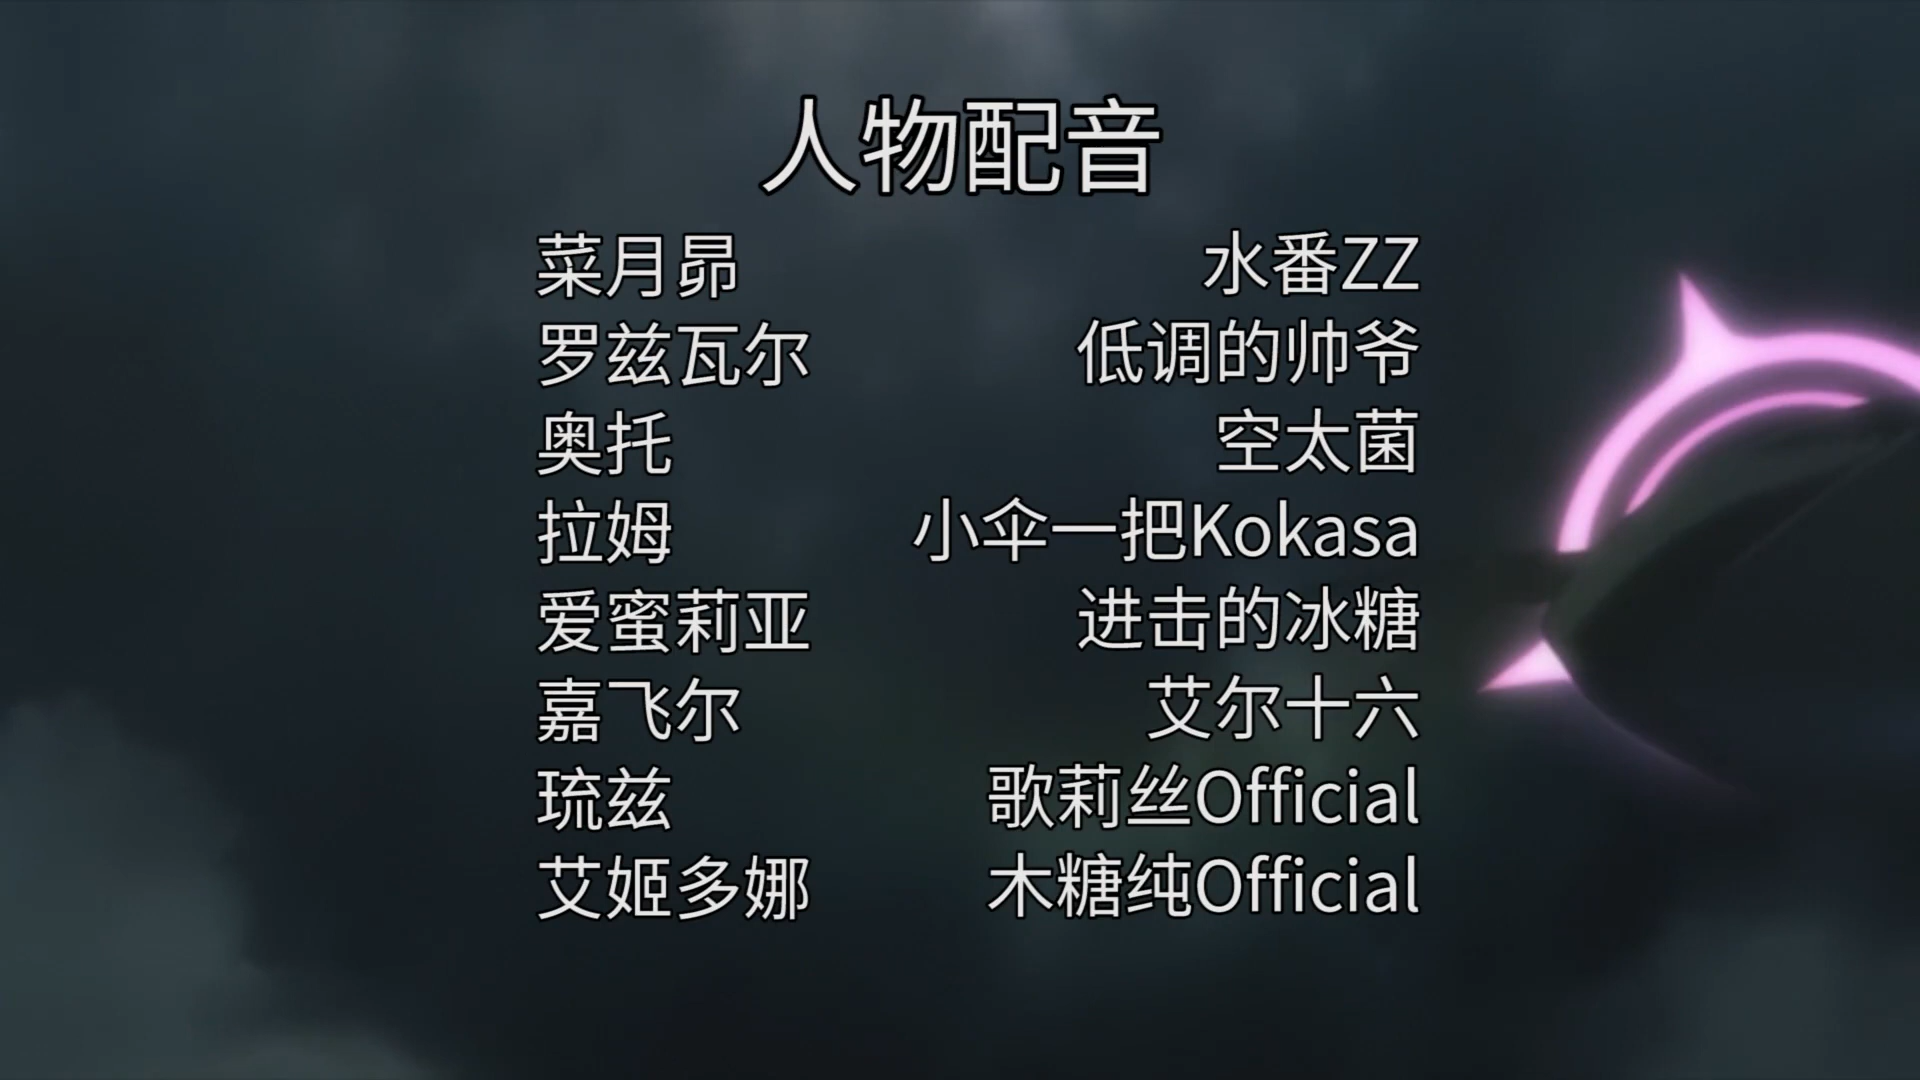 人物配音
菜月昴 水番ZZ
罗兹瓦尔 低调的帅爷
奥托 空太菌
拉姆 小伞一把Kokasa
爱蜜莉亚 进击的冰糖
嘉飞尔 艾尔十六
琉兹 歌莉丝Official
艾姬多娜 木糖纯Official